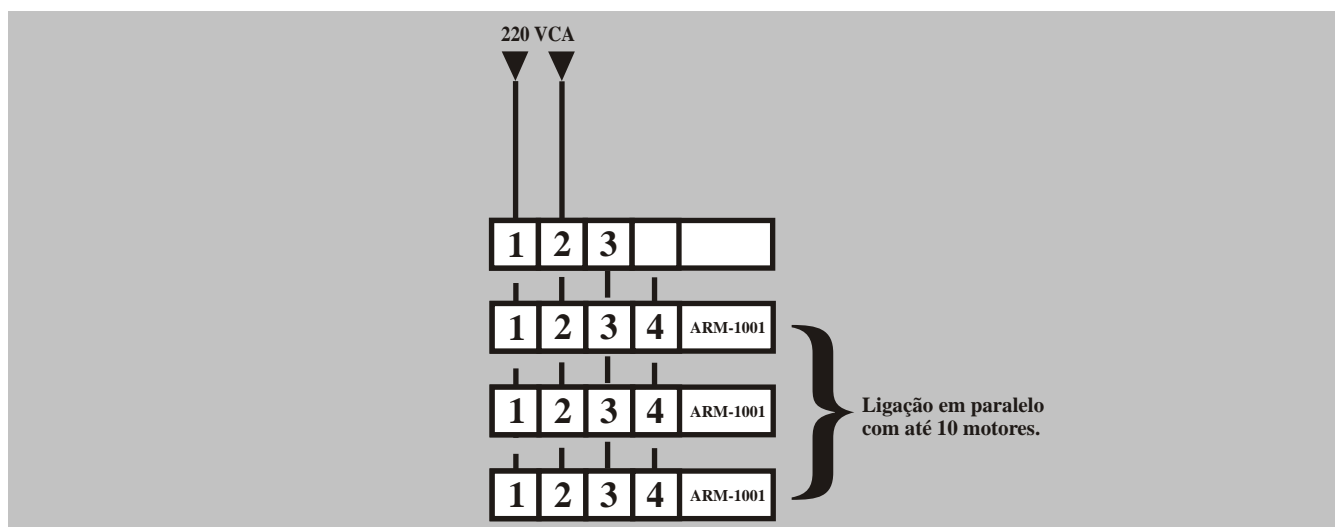 220 VCA
1 2 3
1 2 3 4 ARM-1001
1 2 3 4 ARM-1001
1 2 3 4 ARM-1001
Ligação em paralelo
com até 10 motores.